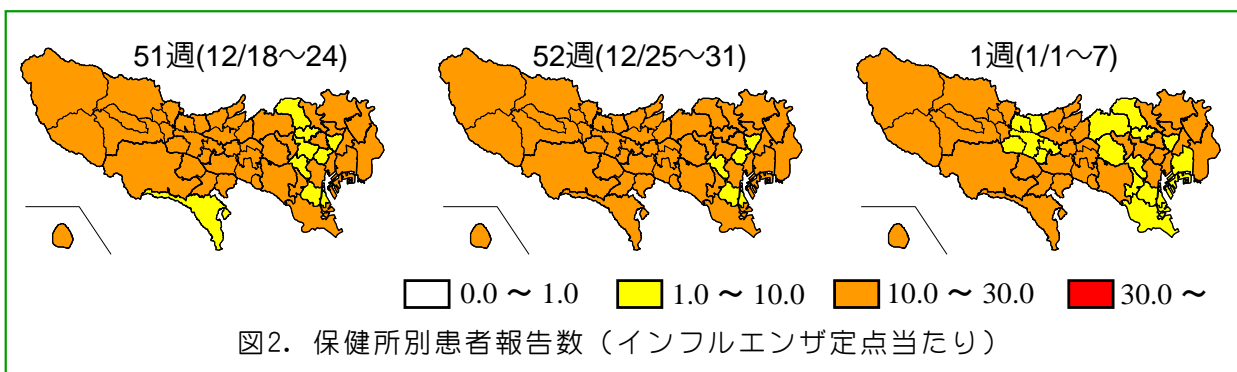 51週(12/18～24)
52週(12/25～31)
1週(1/1～7)
0.0 ～ 1.0
1.0 ～ 10.0
10.0 ～ 30.0
30.0 ～
図2. 保健所別患者報告数（インフルエンザ定点当たり）